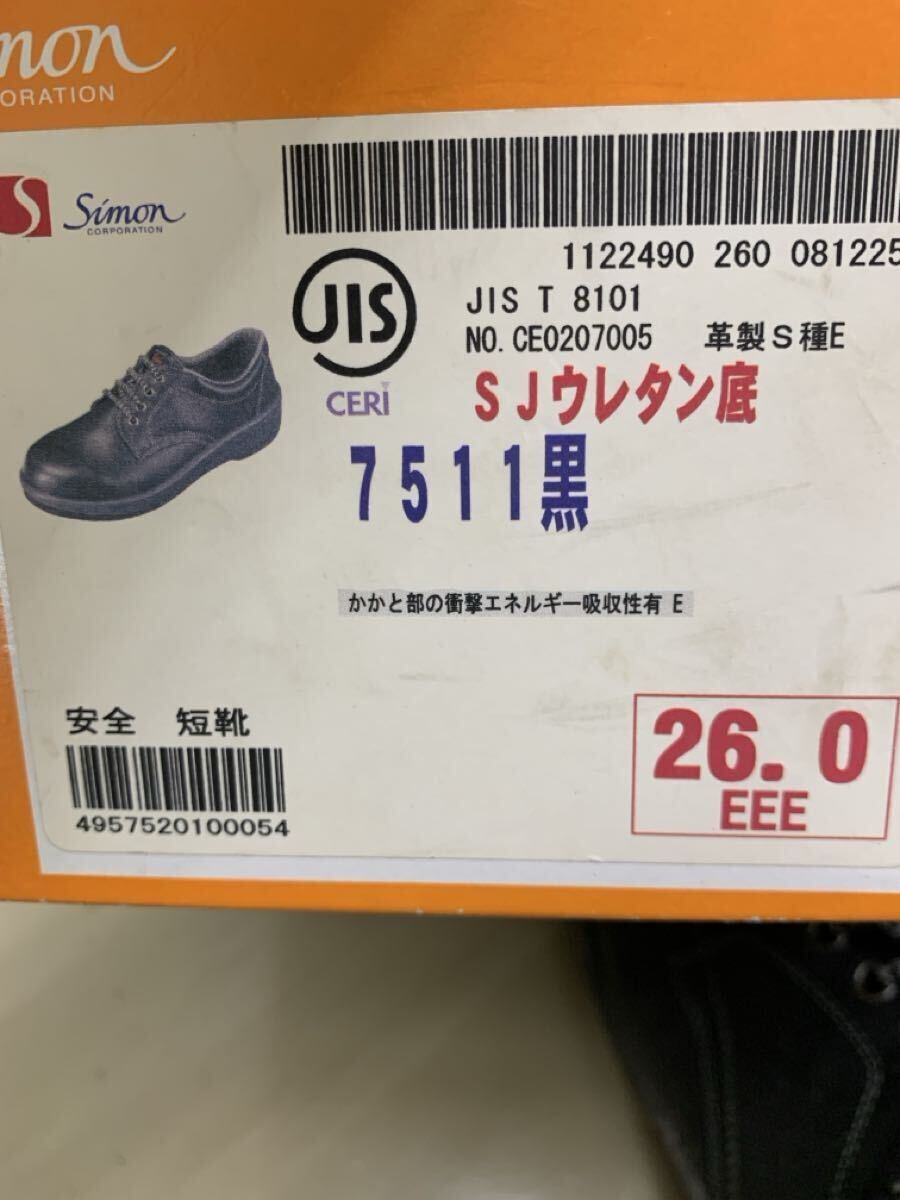 CORPORATION
Simon
CORPORATION
1122490 260 081225
JIS
JIS T 8101
NO. CE0207005 革製S種E
CERI
SJウレタン底
7511黒
かかと部の衝撃エネルギー吸収性有 E
安全 短靴
4957520100054
26.0
EEE